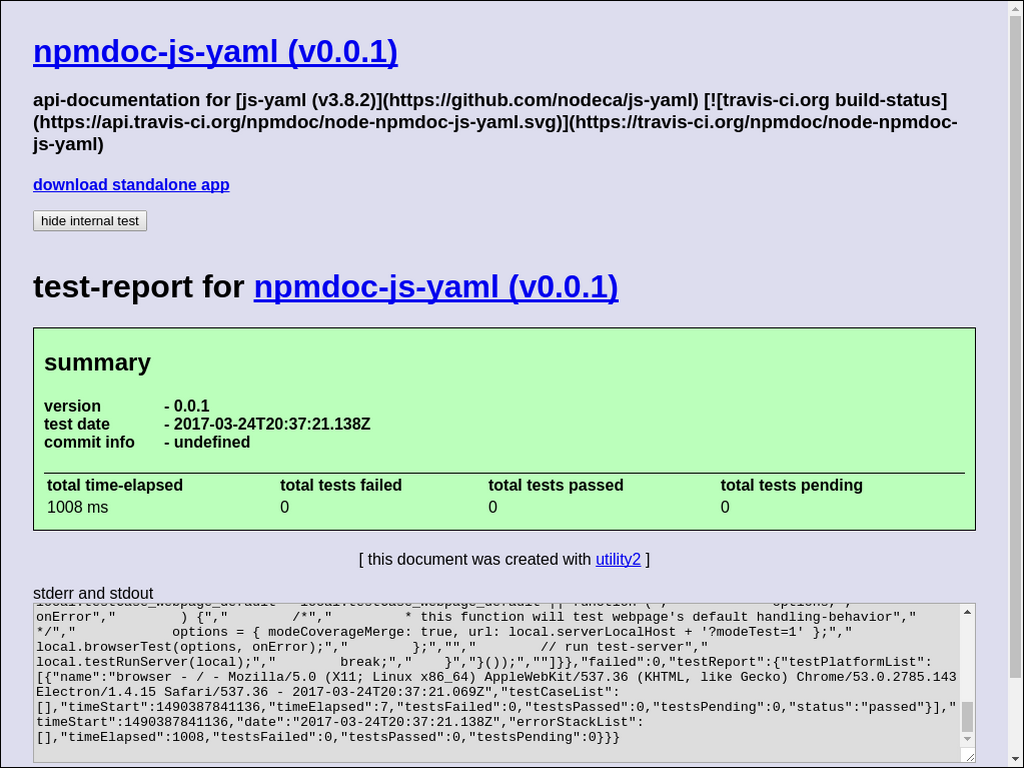 npmdoc-js-yaml (v0.0.1)
api-documentation for [js-yaml (v3.8.2)](https://github.com/nodeca/js-yaml) [![travis-ci.org build-status]
(https://api.travis-ci.org/npmdoc/node-npmdoc-js-yaml.svg)](https://travis-ci.org/npmdoc/node-npmdoc-
js-yaml)
download standalone app
hide internal test
test-report for npmdoc-js-yaml (v0.0.1)
summary
version - 0.0.1
test date - 2017-03-24T20:37:21.138Z
commit info - undefined
total time-elapsed total tests failed total tests passed total tests pending
1008 ms 0 0 0
[ this document was created with utility2 ]
stderr and stdout
onError","        ) {","        /*","         * this function will test webpage's default handling-behavior","
*/","            options = { modeCoverageMerge: true, url: local.serverLocalHost + '?modeTest=1' };","
local.browserTest(options, onError);","        };","","        // run test-server","
local.testRunServer(local);","        break;","    }","}());",""]}},"failed":0,"testReport":{"testPlatformList":
[{"name":"browser - / - Mozilla/5.0 (X11; Linux x86_64) AppleWebKit/537.36 (KHTML, like Gecko) Chrome/53.0.2785.143
Electron/1.4.15 Safari/537.36 - 2017-03-24T20:37:21.069Z","testCaseList":
[],"timeStart":1490387841136,"timeElapsed":7,"testsFailed":0,"testsPassed":0,"testsPending":0,"status":"passed"}],"
timeStart":1490387841136,"date":"2017-03-24T20:37:21.138Z","errorStackList":
[],"timeElapsed":1008,"testsFailed":0,"testsPassed":0,"testsPending":0}}}